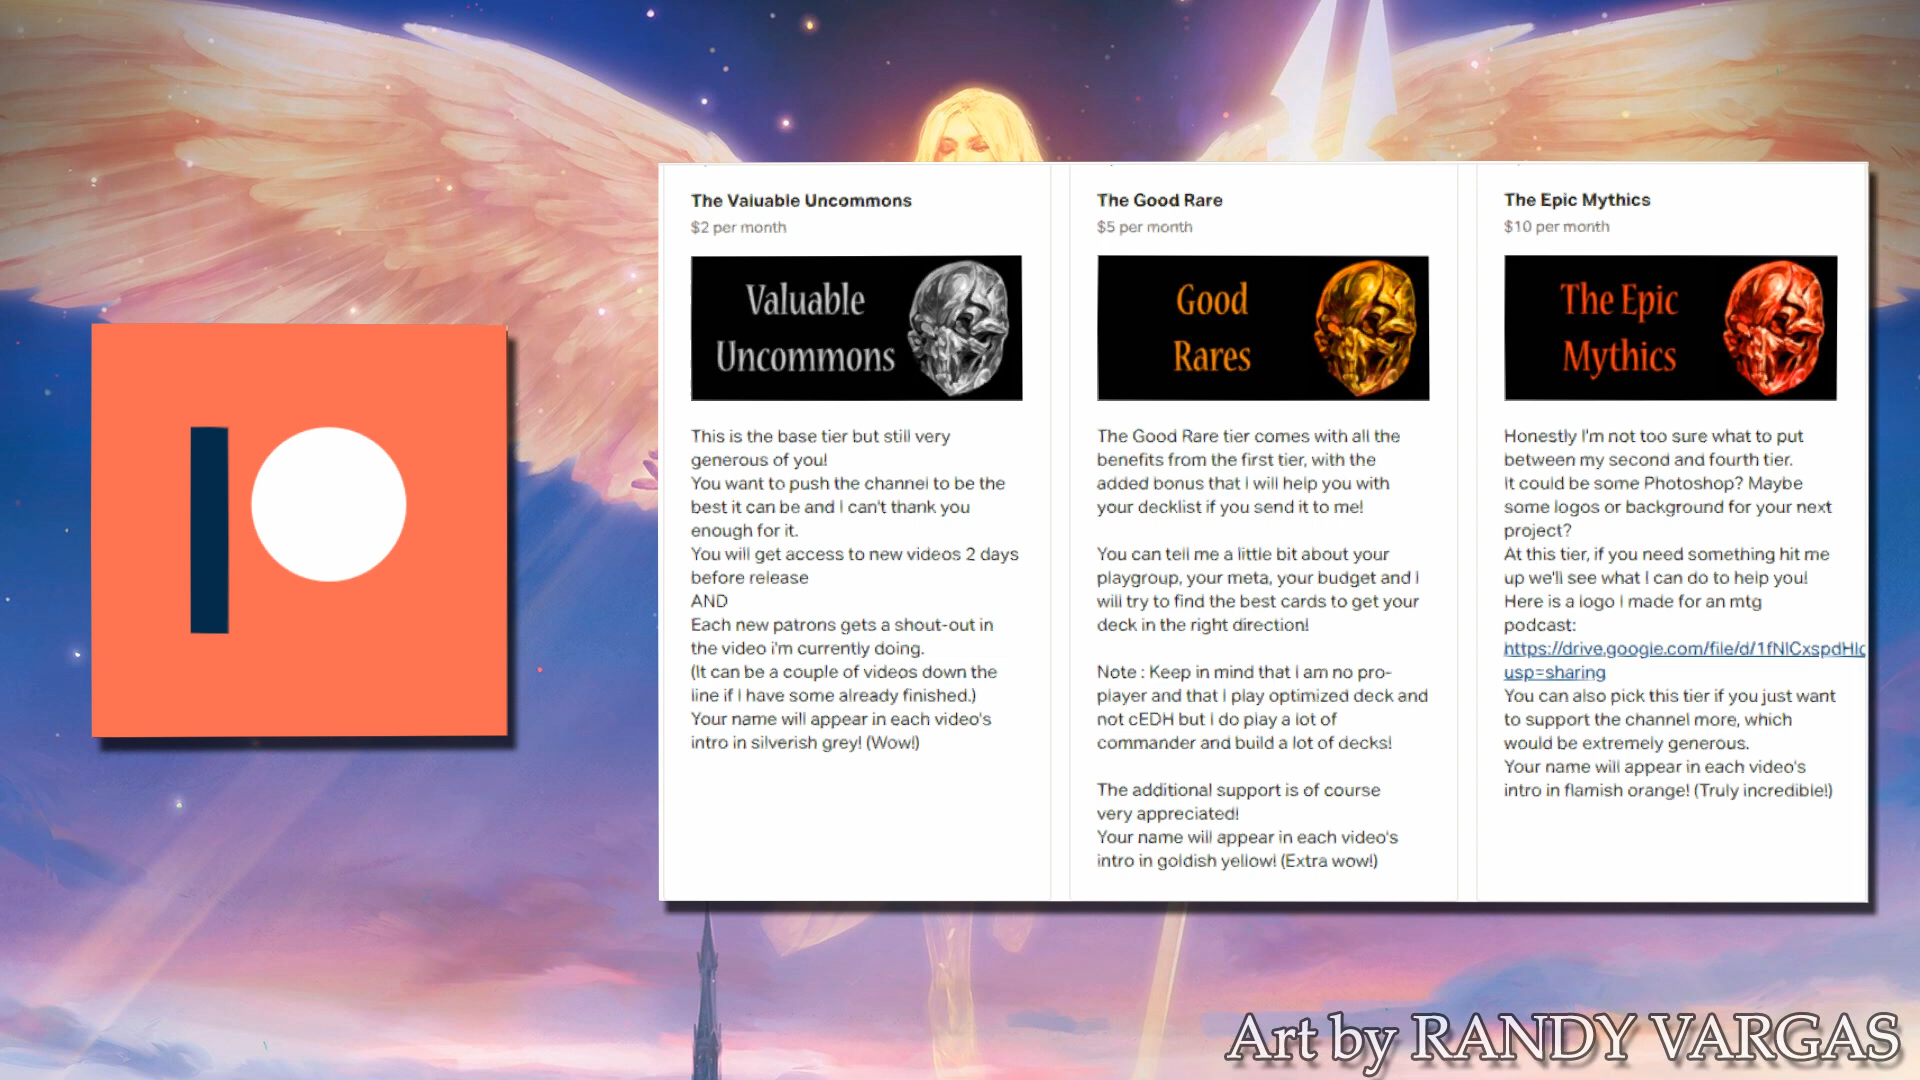 The Valuable Uncommons
$2 per month
Valuable
Uncommons
This is the base tier but still very
generous of you!
You want to push the channel to be the
best it can be and I can't thank you
enough for it.
You will get access to new videos 2 days
before release
AND
Each new patrons gets a shout-out in
the video i'm currently doing.
(It can be a couple of videos down the
line if I have some already finished.)
Your name will appear in each video's
intro in silverish grey! (Wow!)
The Good Rare
$5 per month
Good
Rares
The Good Rare tier comes with all the
benefits from the first tier, with the
added bonus that I will help you with
your decklist if you send it to me!
You can tell me a little bit about your
playgroup, your meta, your budget and I
will try to find the best cards to get your
deck in the right direction!
Note : Keep in mind that I am no pro-
player and that I play optimized deck and
not cEDH but I do play a lot of
commander and build a lot of decks!
The additional support is of course
very appreciated!
Your name will appear in each video's
intro in goldish yellow! (Extra wow!)
The Epic Mythics
$10 per month
The Epic
Mythics
Honestly I'm not too sure what to put
between my second and fourth tier.
It could be some Photoshop? Maybe
some logos or background for your next
project?
At this tier, if you need something hit me
up we'll see what I can do to help you!
Here is a logo I made for an mtg
podcast:
usp=sharing
You can also pick this tier if you just want
to support the channel more, which
would be extremely generous.
Your name will appear in each video's
intro in flamish orange! (Truly incredible!)
Art by RANDY VARGAS